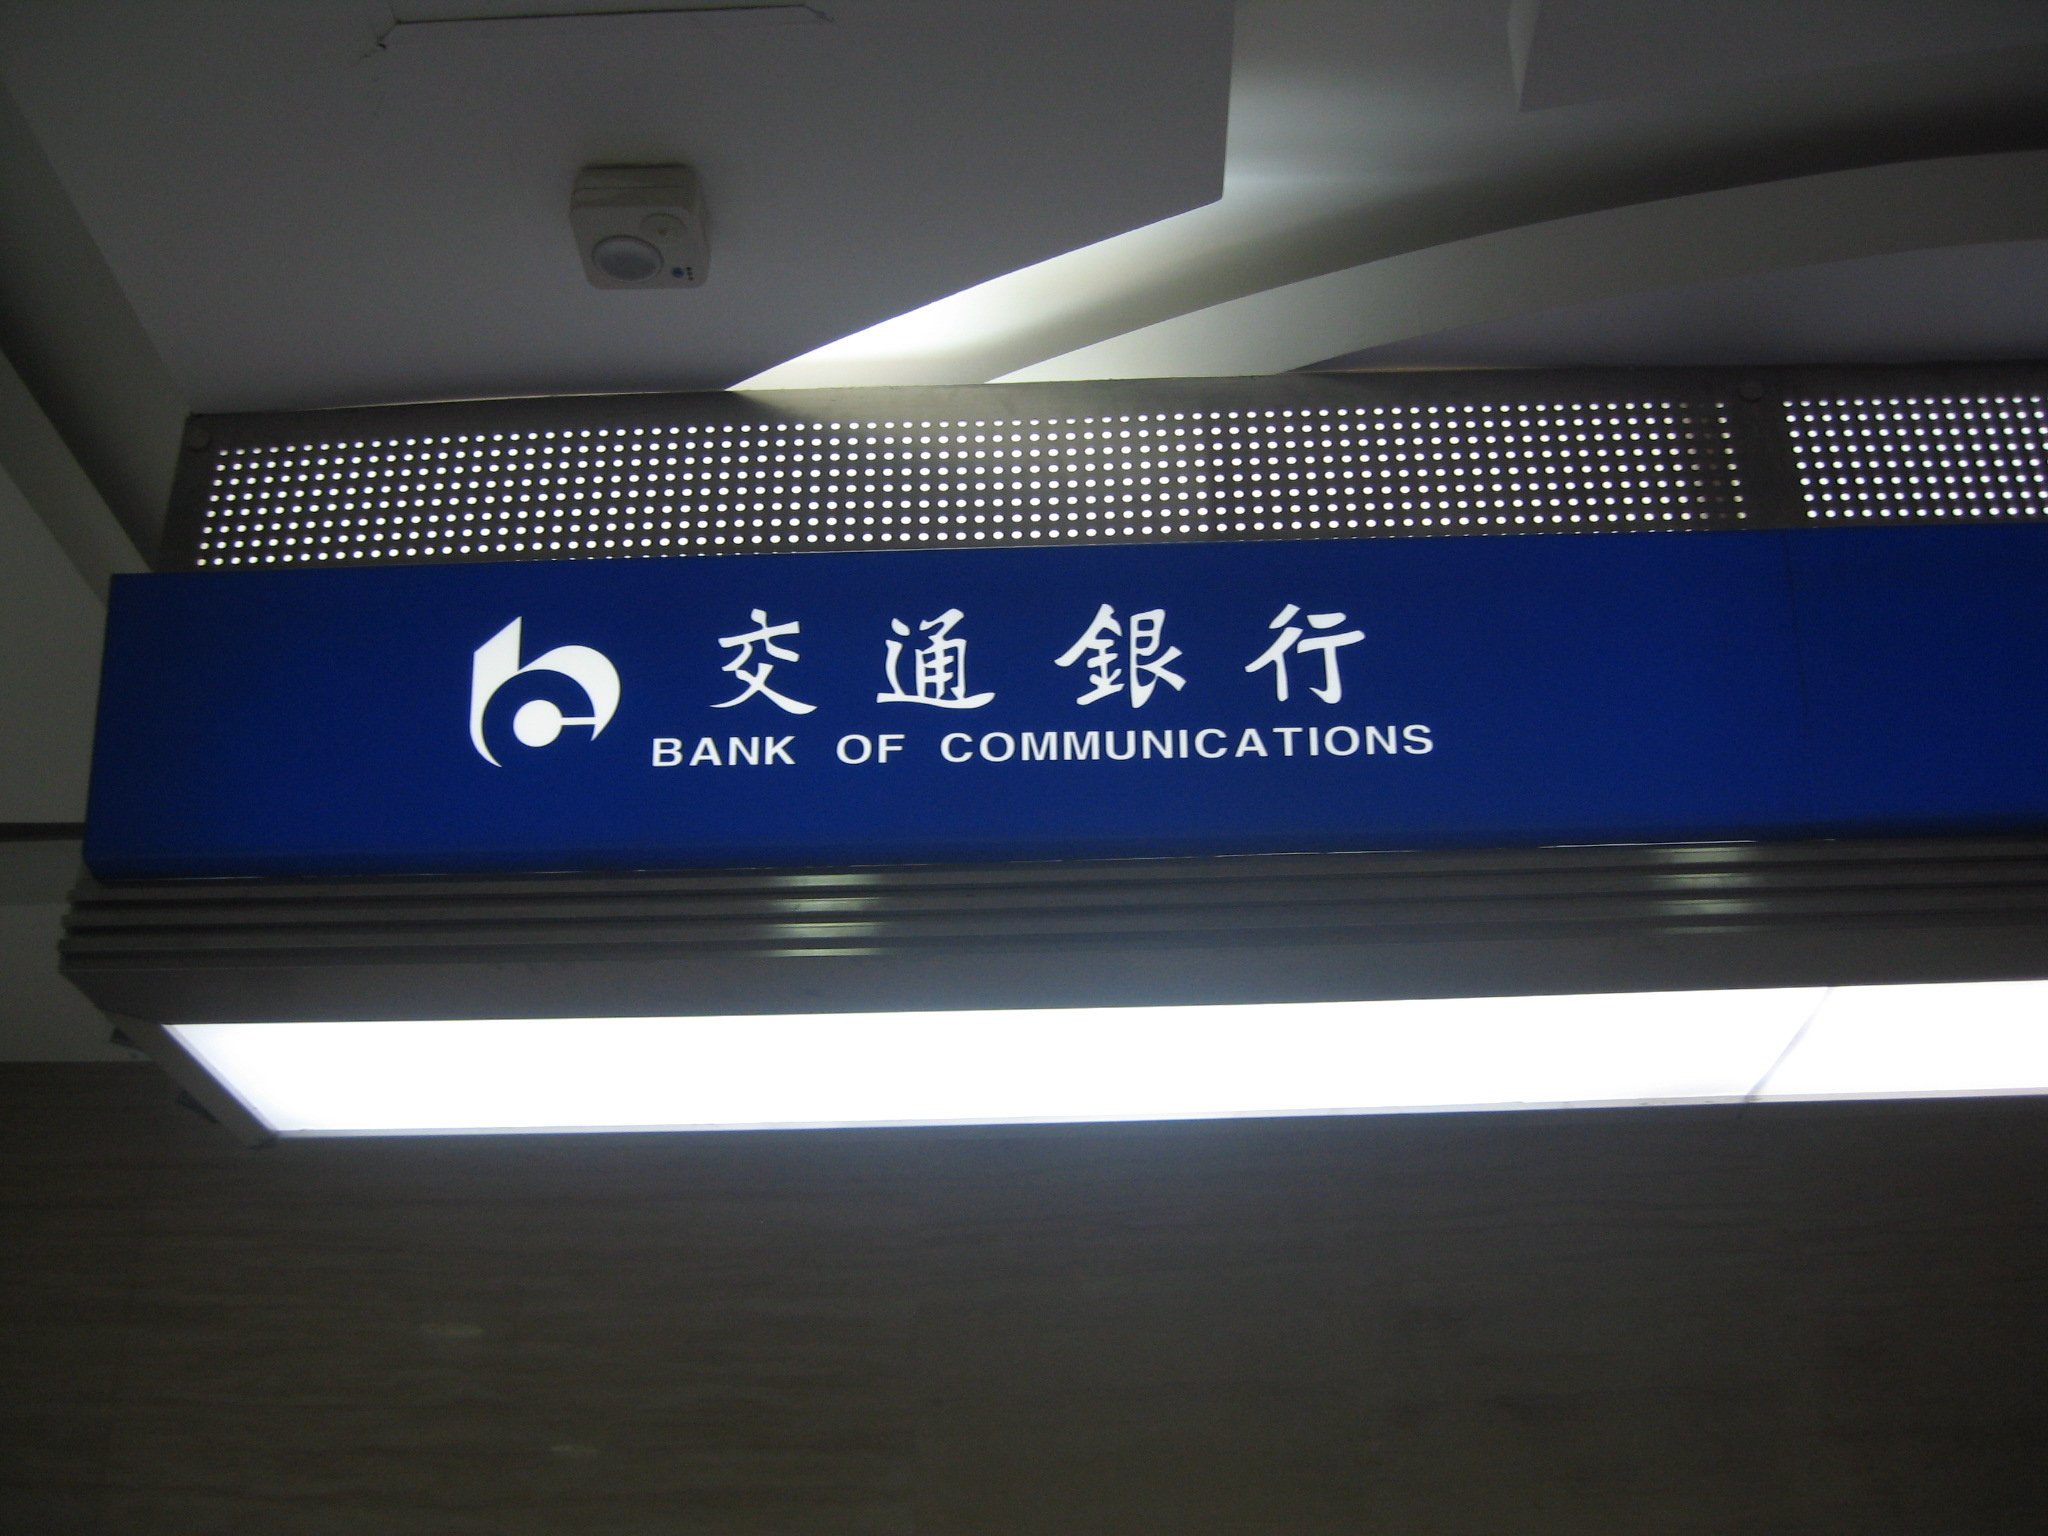 交通銀行
BANK OF COMMUNICATIONS